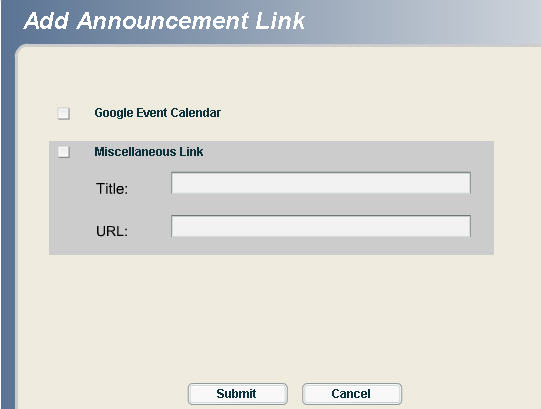 Add Announcement Link
Google Event Calendar
Miscellaneous Link
Title:
URL:
Submit Cancel